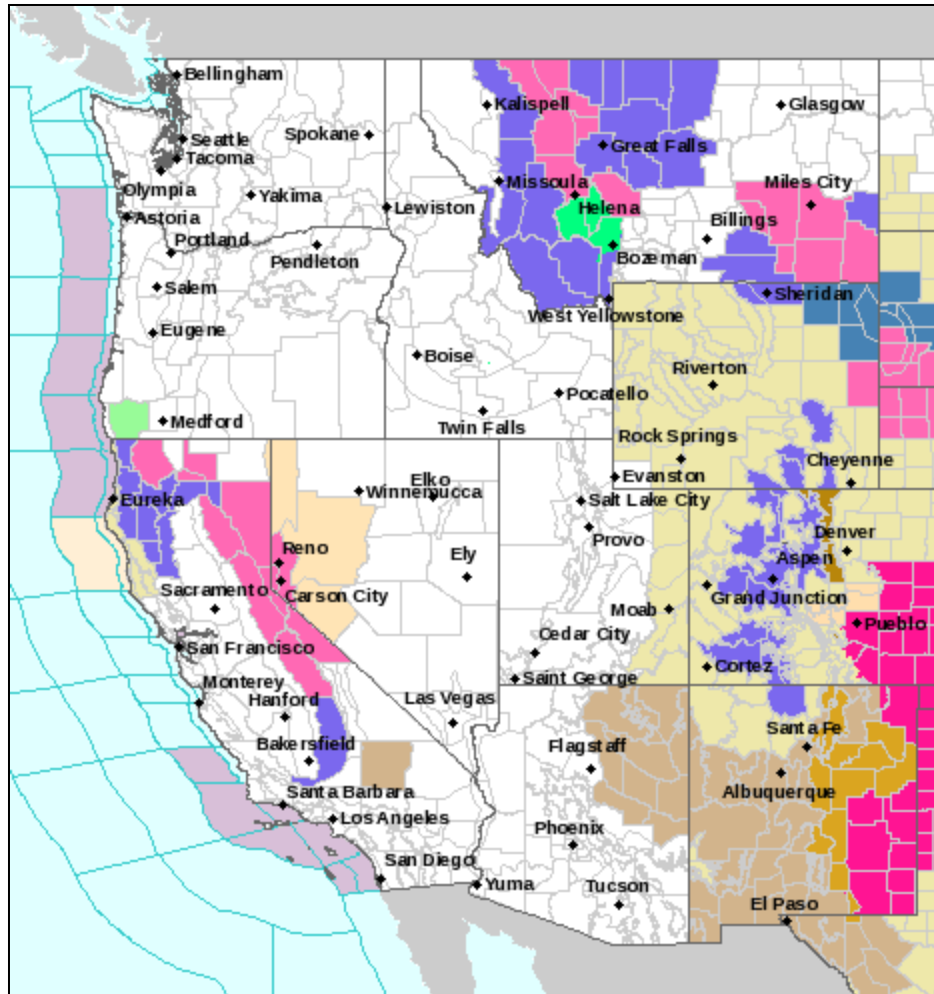 Bellingham
Kalispell
Glasgow
Seattle
Spokane
Great Falls
Tacoma
Olympia
Missoula
Miles City
Yakima
Lewiston
Helena
Astoria
Billings
Portland
Pendleton
Bozeman
Salem
Sheridan
West Yellowstone
Eugene
Boise
Riverton
Pocatello
Medford
Twin Falls
Rock Springs
Cheyenne
Elko
Evanston
Eureka
Winnemucca
Salt Lake City
Provo
Denver
Reno
Ely
Aspen
Sacramento
Carson City
Grand Junction
Moab
Pueblo
Cedar City
San Francisco
Cortez
Saint George
Monterey
Hanford
Las Vegas
Santa Fe
Bakersfield
Flagstaff
Santa Barbara
Albuquerque
Los Angeles
Phoenix
San Diego
Yuma
Tucson
El Paso